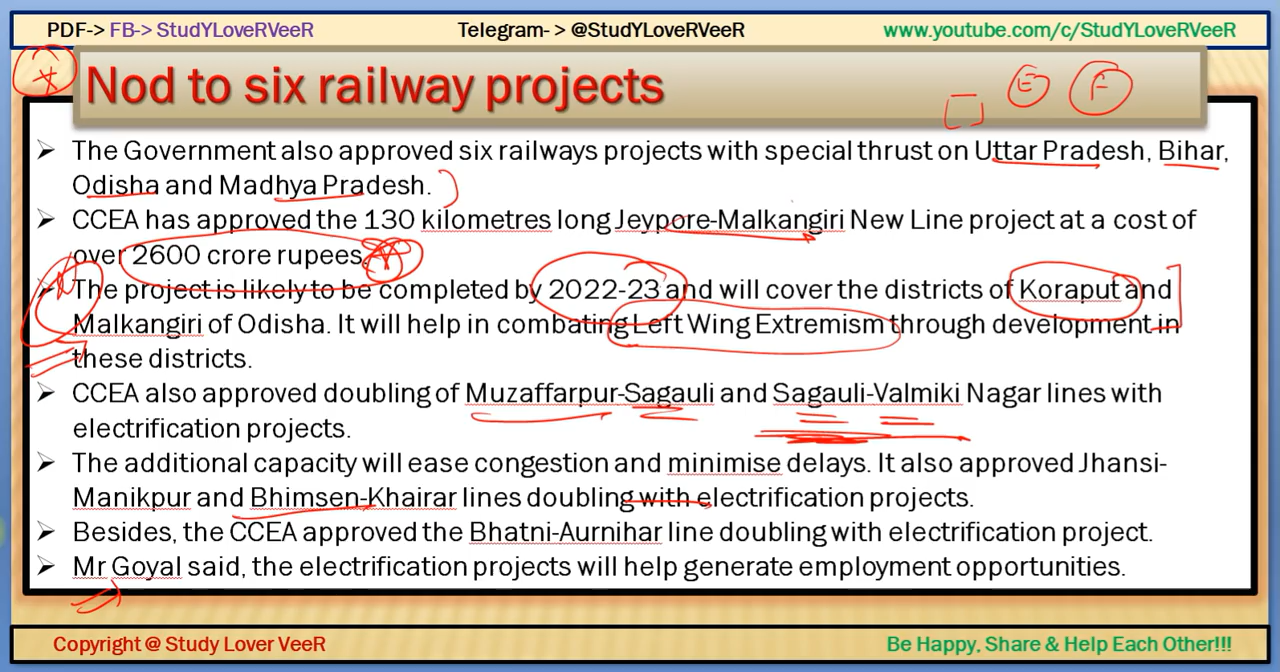 PDF-> FB-> StudYLoveRVeeR Telegram- > @StudYLoveRVeeR www.youtube.com/c/StudYLoveRVeeR
Nod to six railway projects
E F
➢ The Government also approved six railways projects with special thrust on Uttar Pradesh, Bihar,
Odisha and Madhya Pradesh.
➢ CCEA has approved the 130 kilometres long Jeypore-Malkangiri New Line project at a cost of
over 2600 crore rupees.
➢ The project is likely to be completed by 2022-23 and will cover the districts of Koraput and
Malkangiri of Odisha. It will help in combating Left Wing Extremism through development in
these districts.
➢ CCEA also approved doubling of Muzaffarpur-Sagauli and Sagauli-Valmiki Nagar lines with
electrification projects.
➢ The additional capacity will ease congestion and minimise delays. It also approved Jhansi-
Manikpur and Bhimsen-Khairar lines doubling with electrification projects.
➢ Besides, the CCEA approved the Bhatni-Aurnihar line doubling with electrification project.
➢ Mr Goyal said, the electrification projects will help generate employment opportunities.
Copyright @ Study Lover VeeR Be Happy, Share & Help Each Other!!!